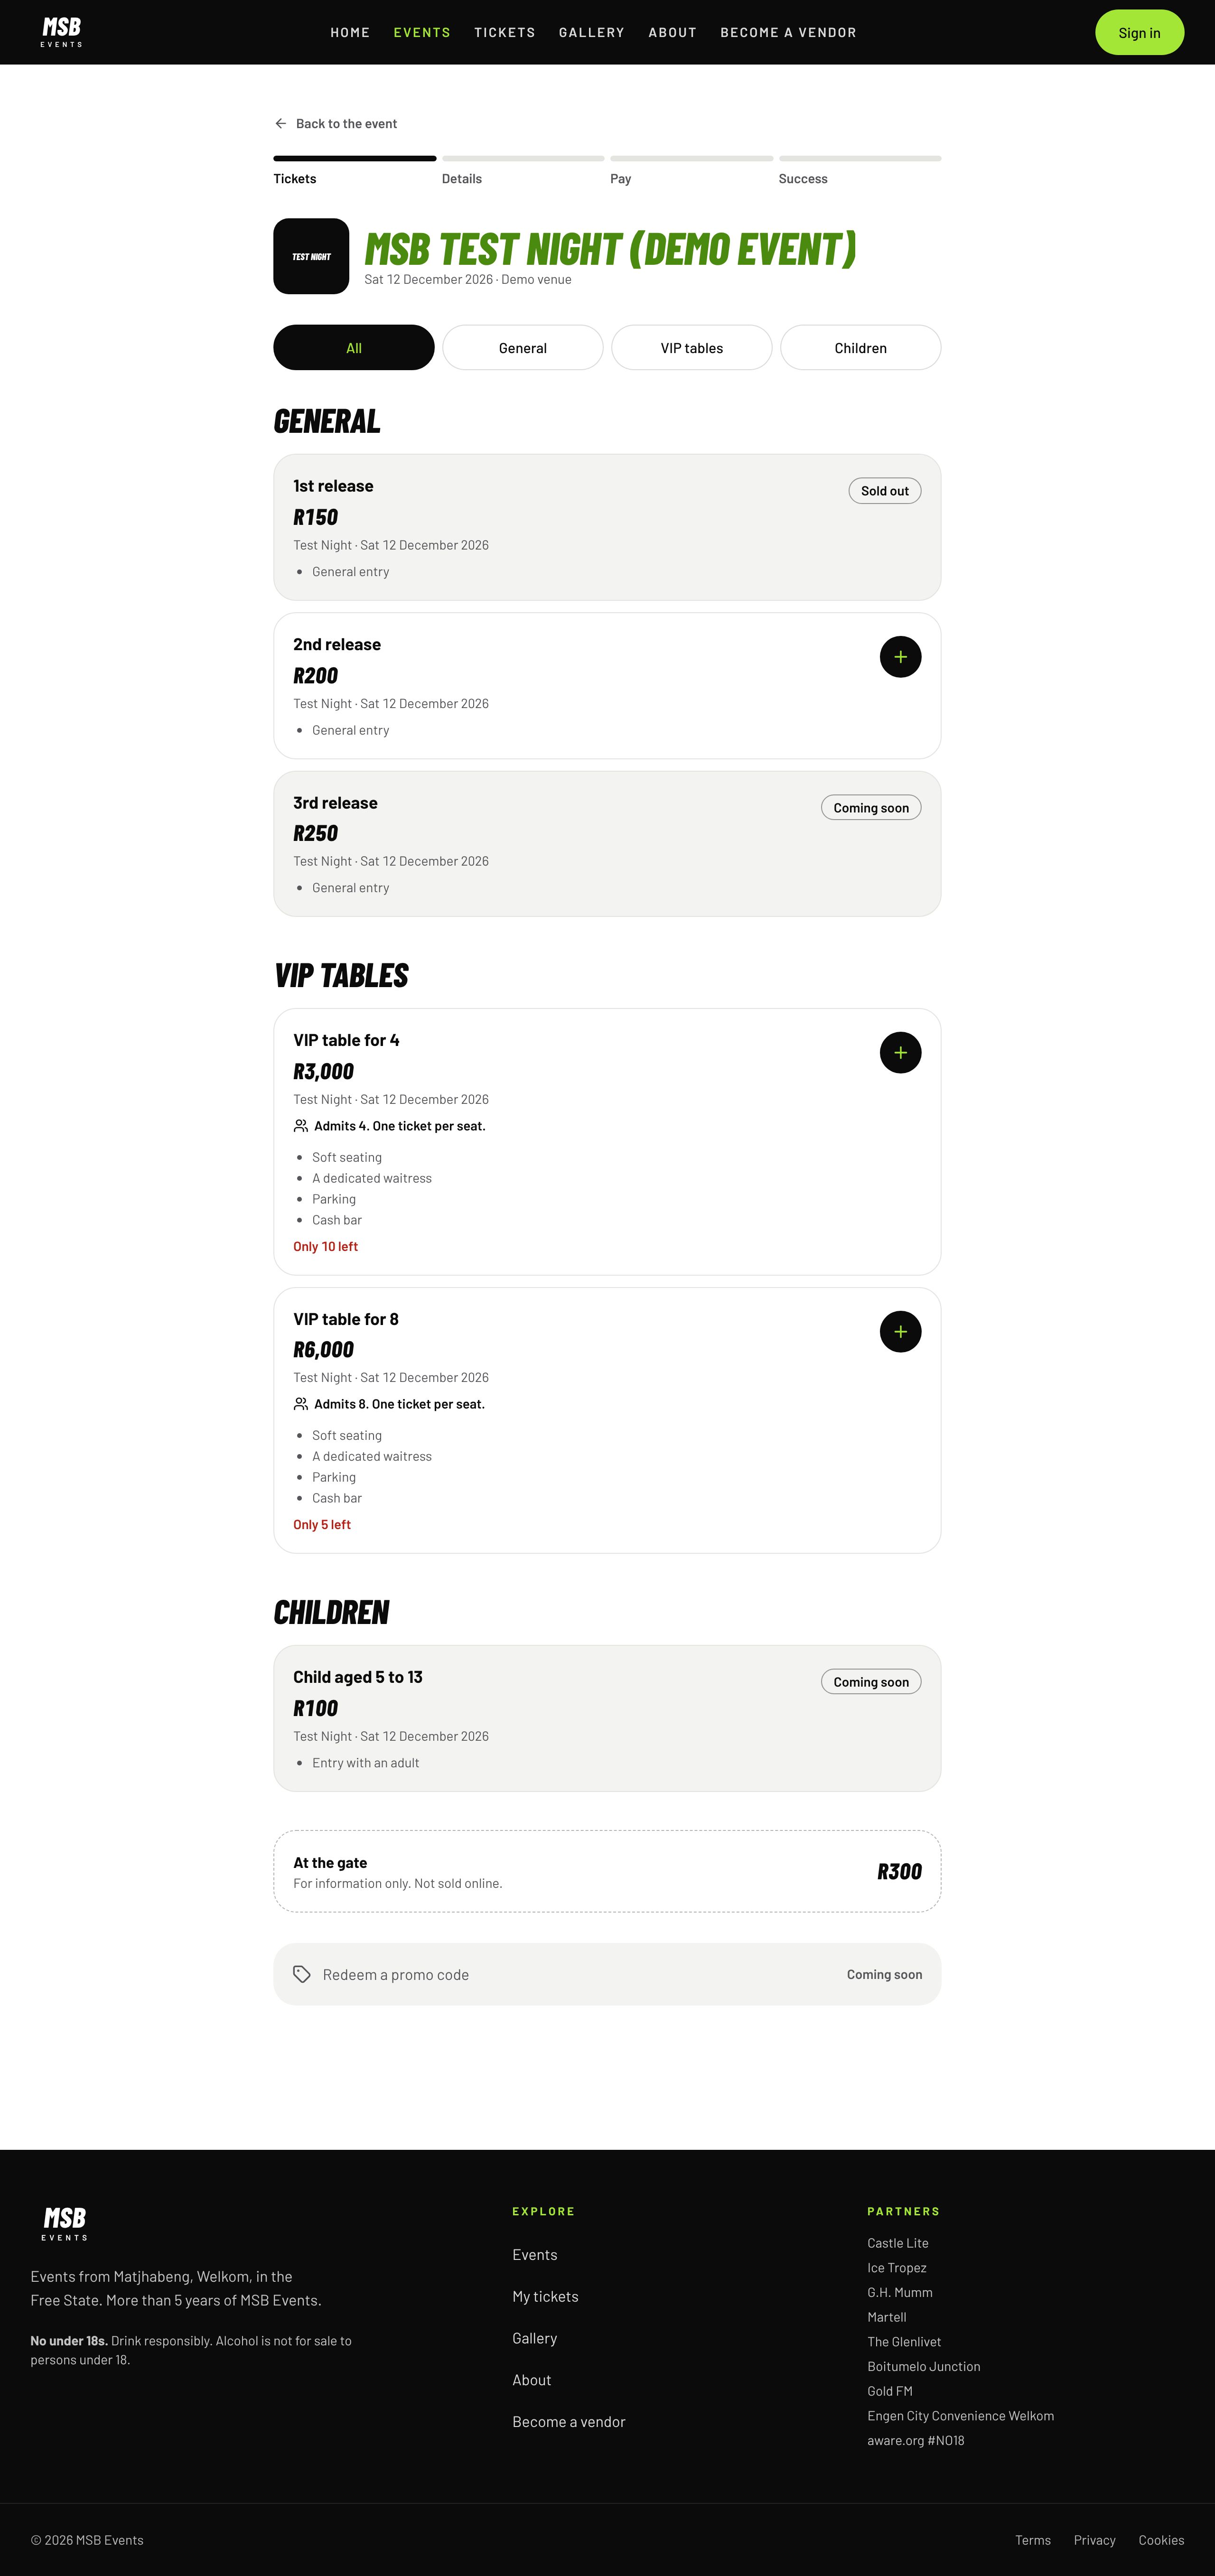 MSB
EVENTS
HOME EVENTS TICKETS GALLERY ABOUT BECOME A VENDOR
Sign in
Back to the event
Tickets Details Pay Success
TEST NIGHT
MSB TEST NIGHT (DEMO EVENT)
Sat 12 December 2026 · Demo venue
All General VIP tables Children
GENERAL
1st release
Sold out
R150
Test Night · Sat 12 December 2026
• General entry
2nd release
R200
Test Night · Sat 12 December 2026
• General entry
3rd release
Coming soon
R250
Test Night · Sat 12 December 2026
• General entry
VIP TABLES
VIP table for 4
R3,000
Test Night · Sat 12 December 2026
Admits 4. One ticket per seat.
• Soft seating
• A dedicated waitress
• Parking
• Cash bar
Only 10 left
VIP table for 8
R6,000
Test Night · Sat 12 December 2026
Admits 8. One ticket per seat.
• Soft seating
• A dedicated waitress
• Parking
• Cash bar
Only 5 left
CHILDREN
Child aged 5 to 13
Coming soon
R100
Test Night · Sat 12 December 2026
• Entry with an adult
At the gate
For information only. Not sold online.
R300
Redeem a promo code
Coming soon
MSB
EVENTS
Events from Matjhabeng, Welkom, in the
Free State. More than 5 years of MSB Events.
No under 18s. Drink responsibly. Alcohol is not for sale to
persons under 18.
EXPLORE
Events
My tickets
Gallery
About
Become a vendor
PARTNERS
Castle Lite
Ice Tropez
G.H. Mumm
Martell
The Glenlivet
Boitumelo Junction
Gold FM
Engen City Convenience Welkom
aware.org #NO18
© 2026 MSB Events
Terms Privacy Cookies